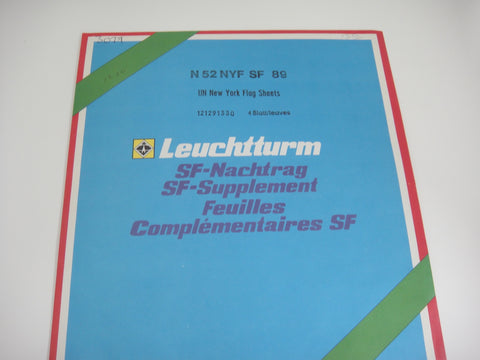 N 52 NYF SF 89
UN New York Flag Sheets
121291330 4 Blatt/leaves
Leuchtturm
SF-Nachtrag
SF-Supplement
Feuilles
Complémentaires SF